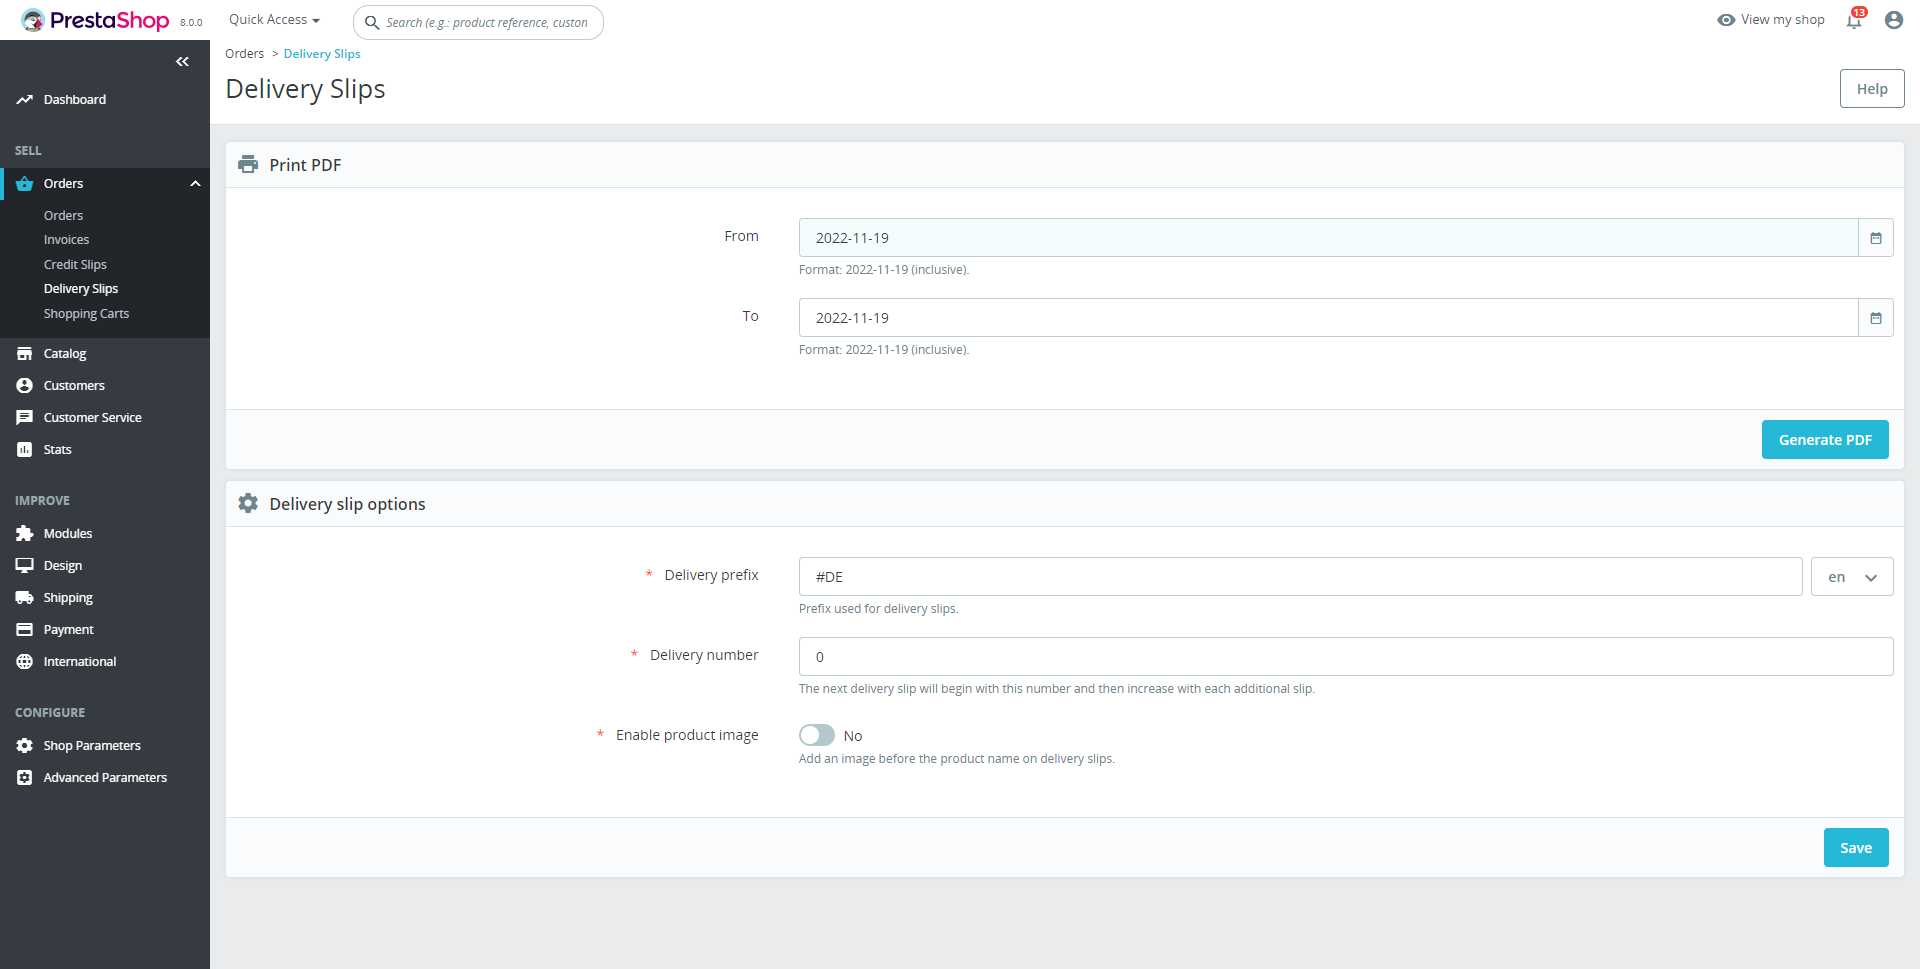 PrestaShop 8.0.0
Quick Access
Search (e.g.: product reference, custon
View my shop
13
Orders > Delivery Slips
Delivery Slips
Help
Dashboard
SELL
Orders
Orders
Invoices
Credit Slips
Delivery Slips
Shopping Carts
Catalog
Customers
Customer Service
Stats
IMPROVE
Modules
Design
Shipping
Payment
International
CONFIGURE
Shop Parameters
Advanced Parameters
Print PDF
From
2022-11-19
Format: 2022-11-19 (inclusive).
To
2022-11-19
Format: 2022-11-19 (inclusive).
Generate PDF
Delivery slip options
* Delivery prefix
#DE
en
Prefix used for delivery slips.
* Delivery number
0
The next delivery slip will begin with this number and then increase with each additional slip.
* Enable product image
No
Add an image before the product name on delivery slips.
Save